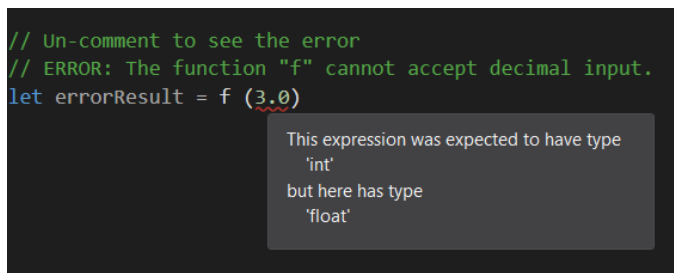 // Un-comment to see the error
// ERROR: The function "f" cannot accept decimal input.
let errorResult = f (3.0)
This expression was expected to have type
'int'
but here has type
'float'